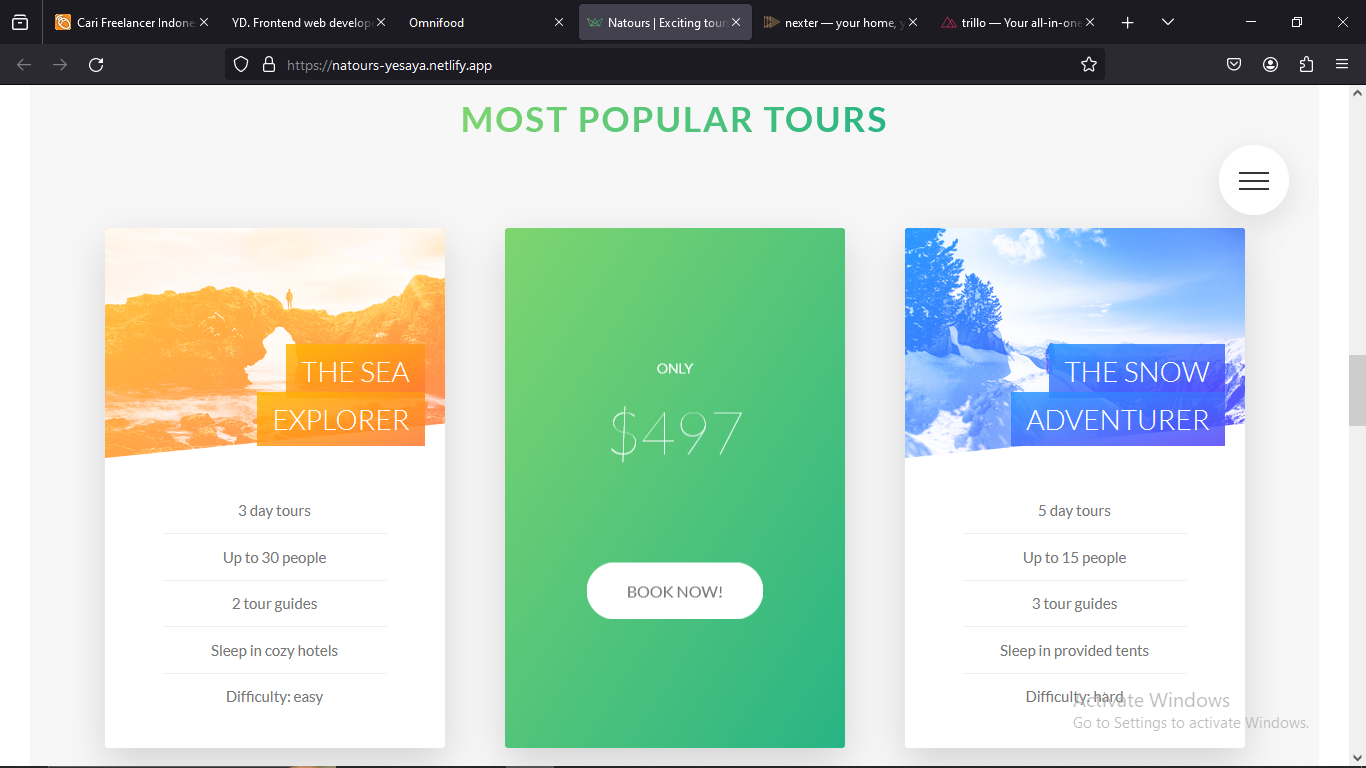 Cari Freelancer Indone
YD. Frontend web develop
Omnifood
Natours | Exciting tour
nexter — your home, y
trillo — Your all-in-one
https://natours-yesaya.netlify.app
MOST POPULAR TOURS
THE SEA
EXPLORER
3 day tours
Up to 30 people
2 tour guides
Sleep in cozy hotels
Difficulty: easy
ONLY
$497
BOOK NOW!
THE SNOW
ADVENTURER
5 day tours
Up to 15 people
3 tour guides
Sleep in provided tents
Difficulty: hard
Activate Windows
Go to Settings to activate Windows.